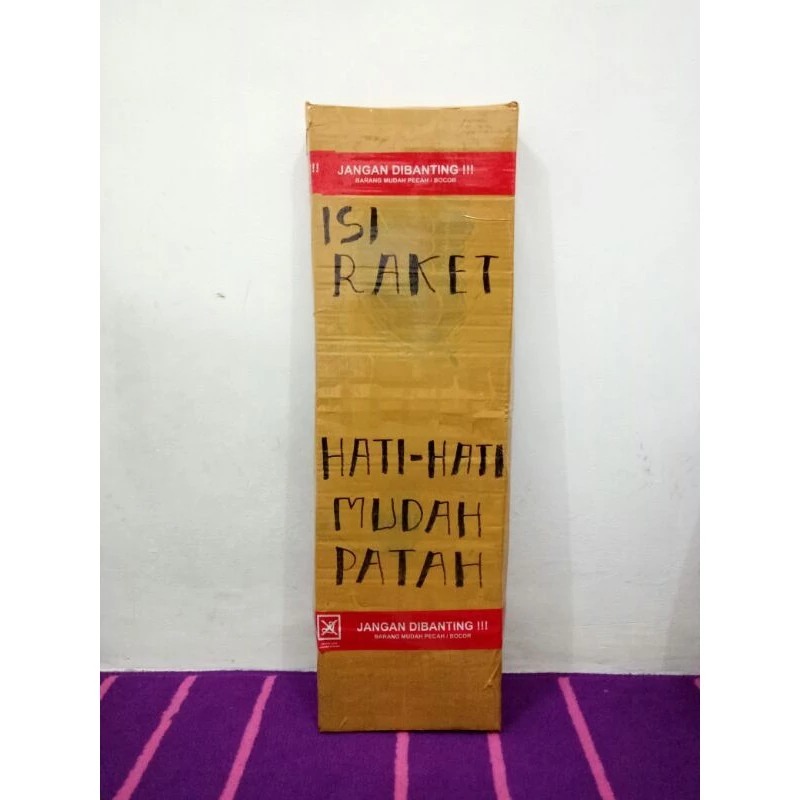 !! JANGAN DIBANTING !!!
BARANG MUDAH PECAH / BOCOR
ISI
RAKET
HATI-HATI
MUDAH
PATAH
JANGAN DIBANTING !!!
BARANG MUDAH PECAH / BOCOR